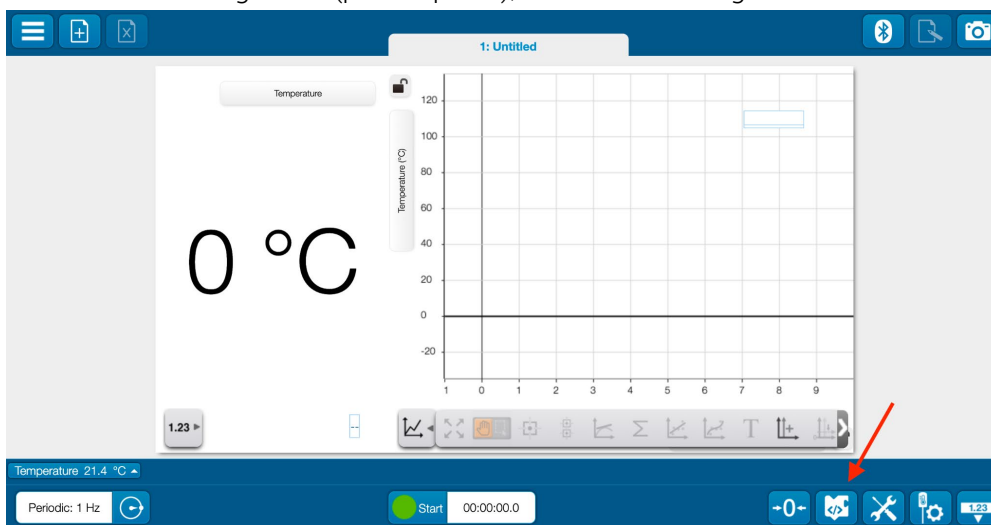 1: Untitled
Temperature
0 °C
Temperature (°C)
120
100
80
60
40
20
0
-20
1 0 1 2 3 4 5 6 7 8 9
1.23
--
Σ T
Temperature 21.4 °C
Periodic: 1 Hz
Start 00:00:00.0
-0-
1.23